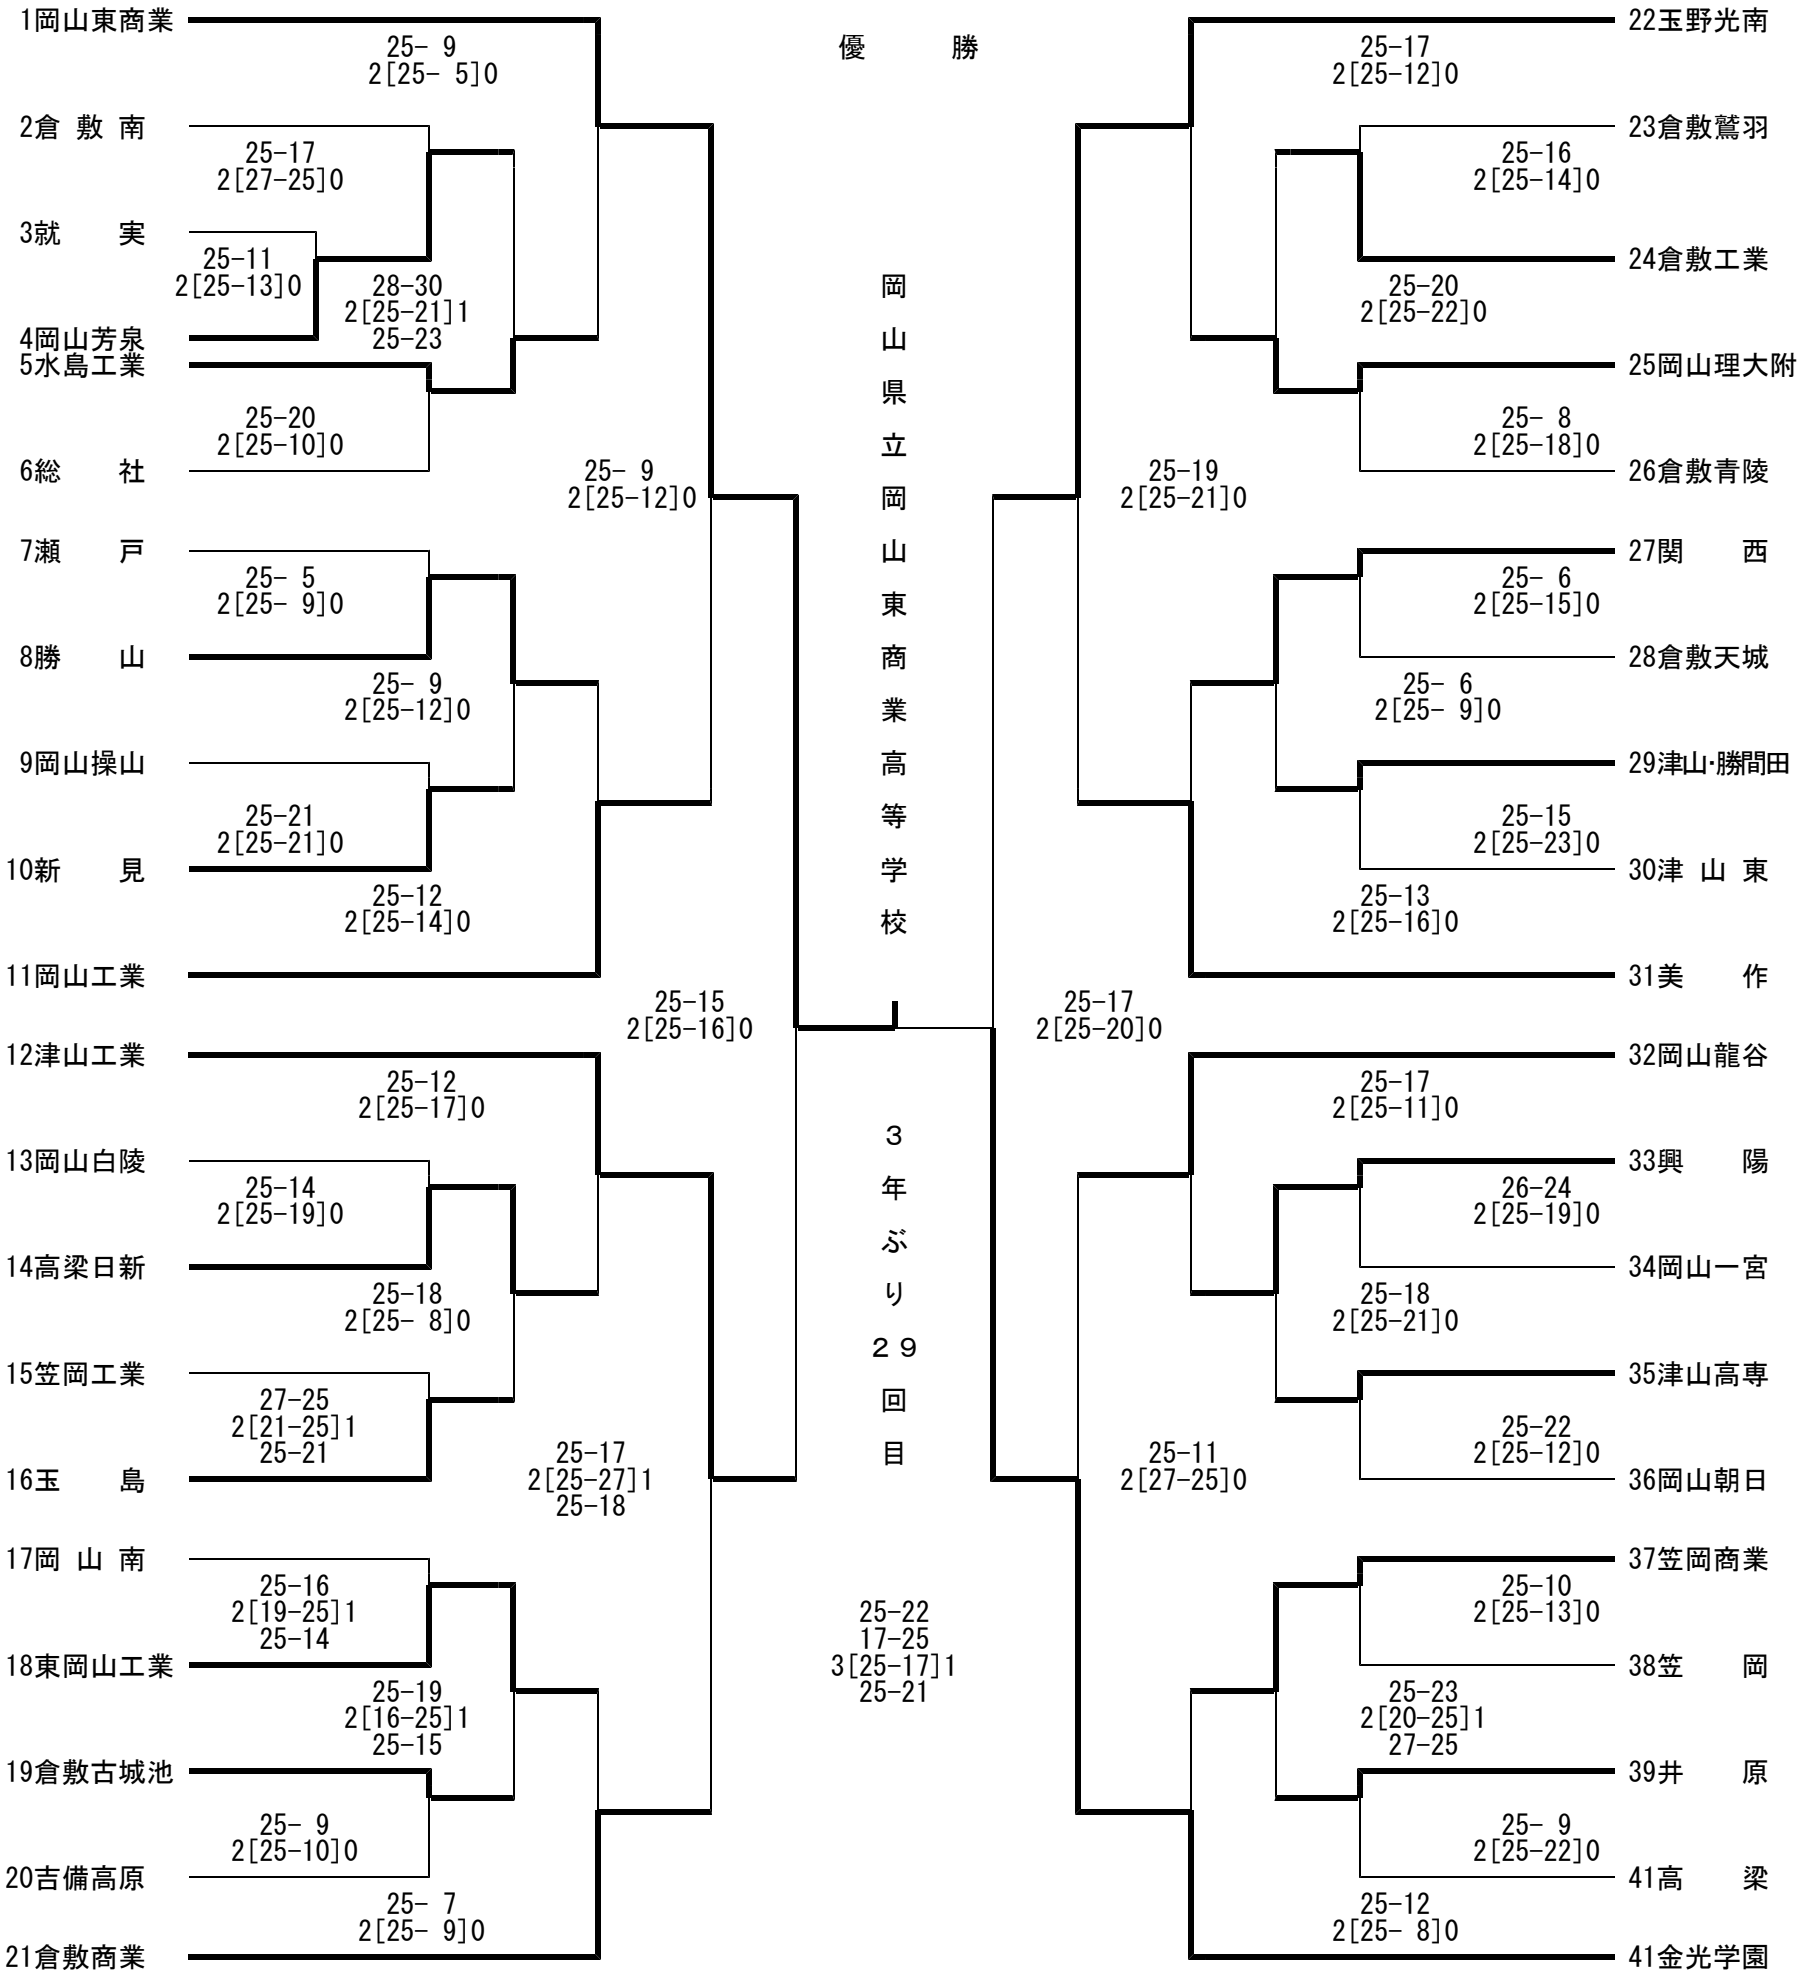 1岡山東商業
25- 9
2[25- 5]0
2倉 敷 南
25-17
2[27-25]0
3就　　実
25-11
2[25-13]0
28-30
2[25-21]1
25-23
4岡山芳泉
5水島工業
25-20
2[25-10]0
6総　　社
25- 9
2[25-12]0
7瀬　　戸
25- 5
2[25- 9]0
8勝　　山
25- 9
2[25-12]0
9岡山操山
25-21
2[25-21]0
10新　　見
25-12
2[25-14]0
11岡山工業
25-15
2[25-16]0
12津山工業
25-12
2[25-17]0
13岡山白陵
25-14
2[25-19]0
14高梁日新
25-18
2[25- 8]0
15笠岡工業
27-25
2[21-25]1
25-21
16玉　　島
25-17
2[25-27]1
25-18
17岡 山 南
25-16
2[19-25]1
25-14
18東岡山工業
25-19
2[16-25]1
25-15
19倉敷古城池
25- 9
2[25-10]0
20吉備高原
25- 7
2[25- 9]0
21倉敷商業
優　　　勝
岡山県立岡山東商業高等学校
３年ぶり２９回目
25-22
17-25
3[25-17]1
25-21
22玉野光南
25-17
2[25-12]0
23倉敷鷲羽
25-16
2[25-14]0
24倉敷工業
25-20
2[25-22]0
25岡山理大附
25- 8
2[25-18]0
26倉敷青陵
25-19
2[25-21]0
27関　　西
25- 6
2[25-15]0
28倉敷天城
25- 6
2[25- 9]0
29津山・勝間田
25-15
2[25-23]0
30津 山 東
25-13
2[25-16]0
31美　　作
25-17
2[25-20]0
32岡山龍谷
25-17
2[25-11]0
33興　　陽
26-24
2[25-19]0
34岡山一宮
25-18
2[25-21]0
35津山高専
25-22
2[25-12]0
36岡山朝日
25-11
2[27-25]0
37笠岡商業
25-10
2[25-13]0
38笠　　岡
25-23
2[20-25]1
27-25
39井　　原
25- 9
2[25-22]0
41高　　梁
25-12
2[25- 8]0
41金光学園